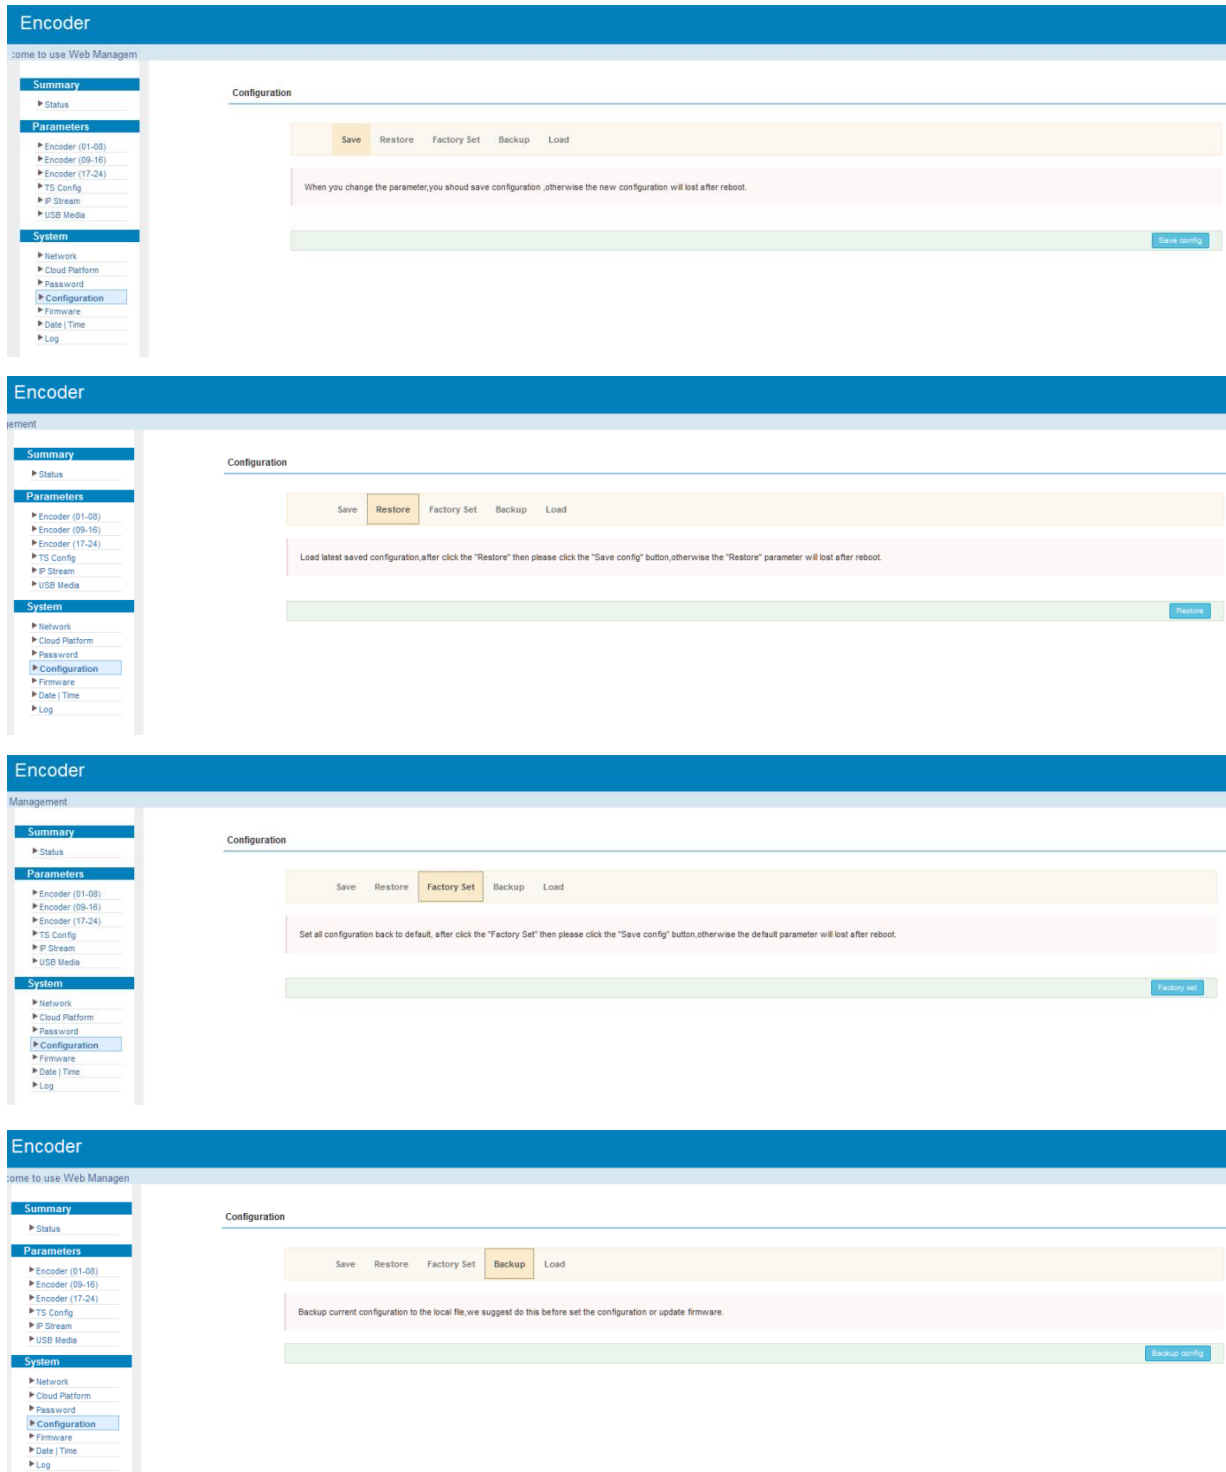 Encoder
come to use Web Managem
Summary
Status
Parameters
Encoder (01-08)
Encoder (09-16)
Encoder (17-24)
TS Config
IP Stream
USB Media
System
Network
Cloud Platform
Password
Configuration
Firmware
Date | Time
Log
Configuration
Save Restore Factory Set Backup Load
When you change the parameter,you shoud save configuration ,otherwise the new configuration will lost after reboot.
Save config
Encoder
gement
Summary
Status
Parameters
Encoder (01-08)
Encoder (09-16)
Encoder (17-24)
TS Config
IP Stream
USB Media
System
Network
Cloud Platform
Password
Configuration
Firmware
Date | Time
Log
Configuration
Save Restore Factory Set Backup Load
Load latest saved configuration,after click the "Restore" then please click the "Save config" button,otherwise the "Restore" parameter will lost after reboot.
Restore
Encoder
Management
Summary
Status
Parameters
Encoder (01-08)
Encoder (09-16)
Encoder (17-24)
TS Config
IP Stream
USB Media
System
Network
Cloud Platform
Password
Configuration
Firmware
Date | Time
Log
Configuration
Save Restore Factory Set Backup Load
Set all configuration back to default, after click the "Factory Set" then please click the "Save config" button,otherwise the default parameter will lost after reboot.
Factory set
Encoder
come to use Web Managen
Summary
Status
Parameters
Encoder (01-08)
Encoder (09-16)
Encoder (17-24)
TS Config
IP Stream
USB Media
System
Network
Cloud Platform
Password
Configuration
Firmware
Date | Time
Log
Configuration
Save Restore Factory Set Backup Load
Backup current configuration to the local file,we suggest do this before set the configuration or update firmware.
Backup config